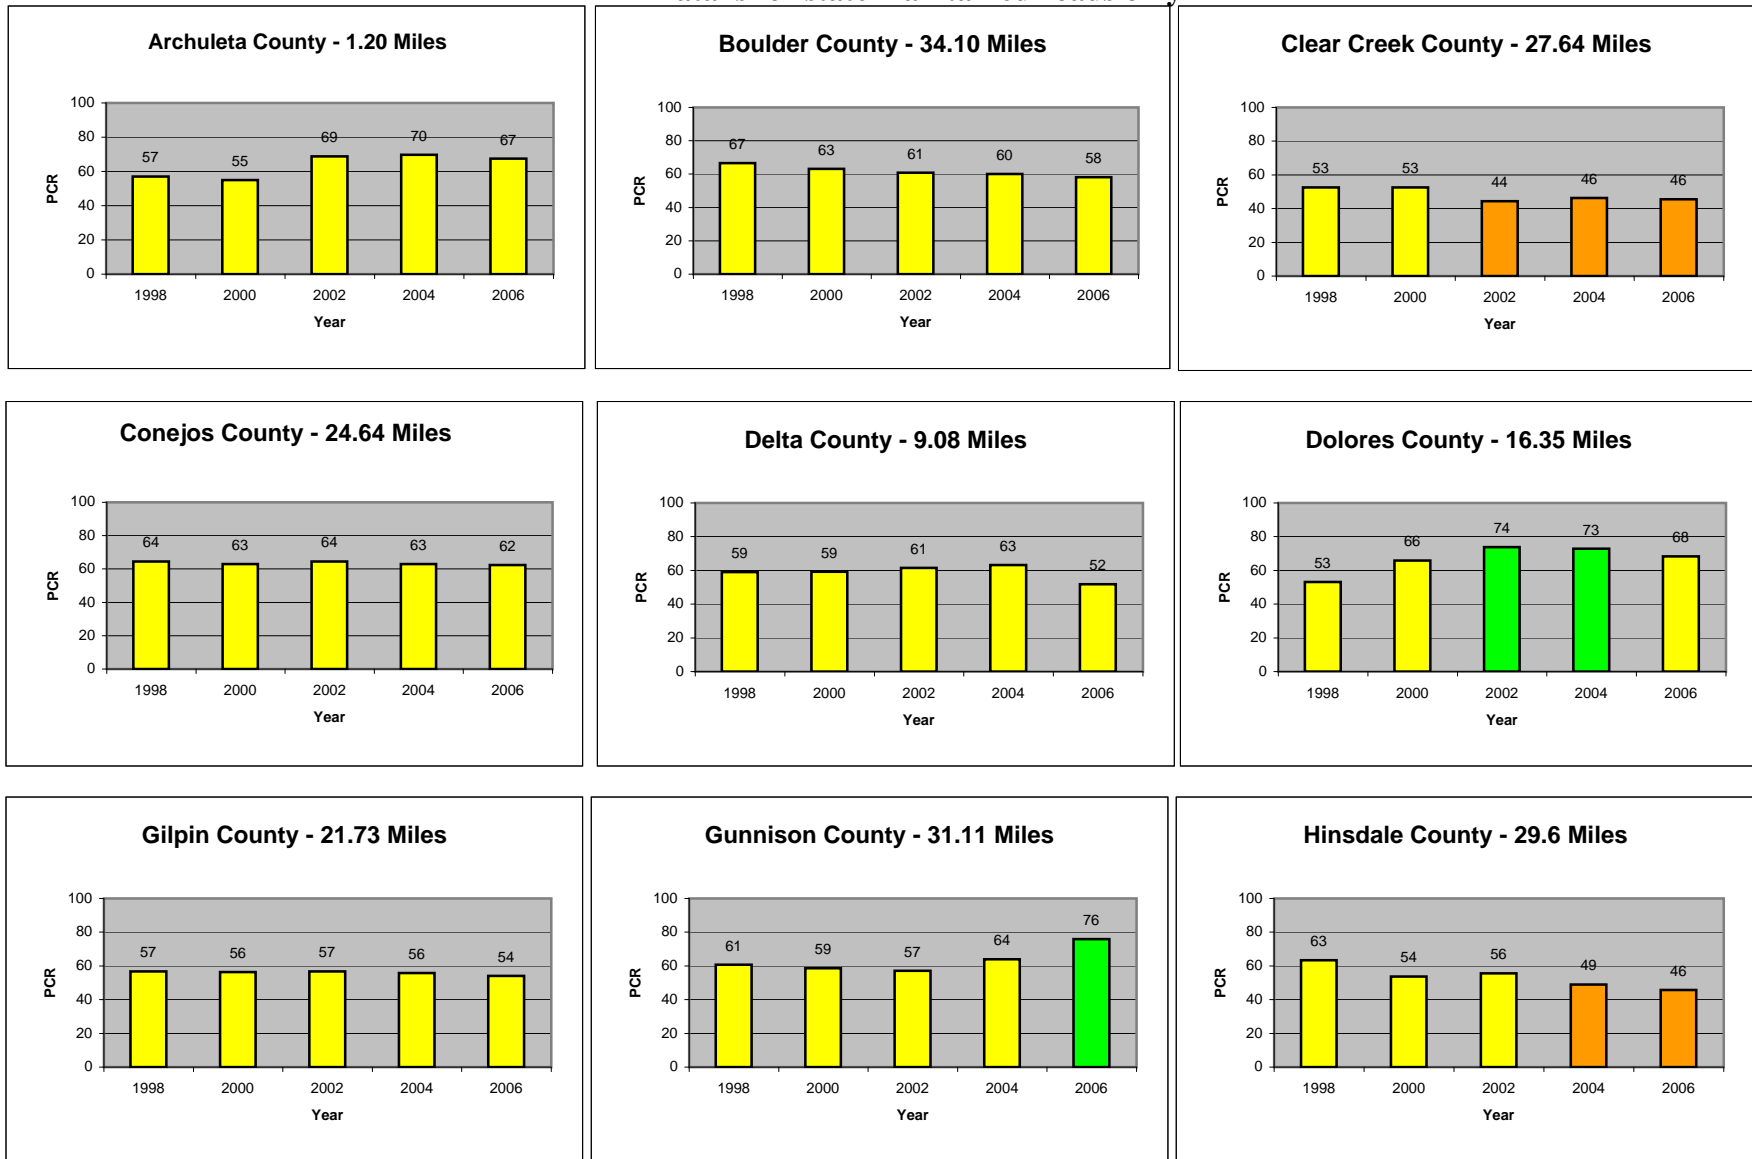 Archuleta County - 1.20 Miles
100
80
60
40
20
0
PCR
57
55
69
70
67
1998 2000 2002 2004 2006
Year
Boulder County - 34.10 Miles
100
80
60
40
20
0
PCR
67
63
61
60
58
1998 2000 2002 2004 2006
Year
Clear Creek County - 27.64 Miles
100
80
60
40
20
0
PCR
53
53
44
46
46
1998 2000 2002 2004 2006
Year
Conejos County - 24.64 Miles
100
80
60
40
20
0
PCR
64
63
64
63
62
1998 2000 2002 2004 2006
Year
Delta County - 9.08 Miles
100
80
60
40
20
0
PCR
59
59
61
63
52
1998 2000 2002 2004 2006
Year
Dolores County - 16.35 Miles
100
80
60
40
20
0
PCR
53
66
74
73
68
1998 2000 2002 2004 2006
Year
Gilpin County - 21.73 Miles
100
80
60
40
20
0
PCR
57
56
57
56
54
1998 2000 2002 2004 2006
Year
Gunnison County - 31.11 Miles
100
80
60
40
20
0
PCR
61
59
57
64
76
1998 2000 2002 2004 2006
Year
Hinsdale County - 29.6 Miles
100
80
60
40
20
0
PCR
63
54
56
49
46
1998 2000 2002 2004 2006
Year